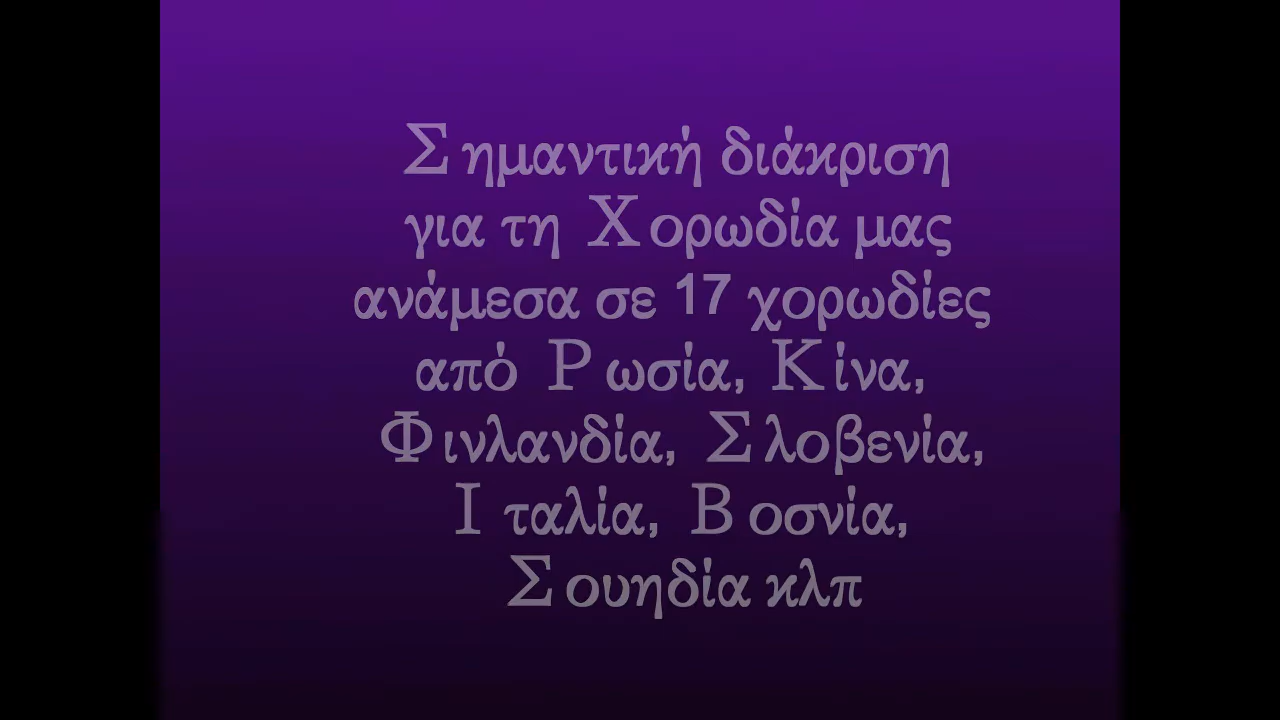 Σημαντική διάκριση
για τη Χορωδία μας
ανάμεσα σε 17 χορωδίες
από Ρωσία, Κίνα,
Φινλανδία, Σλοβενία,
Ιταλία, Βοσνία,
Σουηδία κλπ